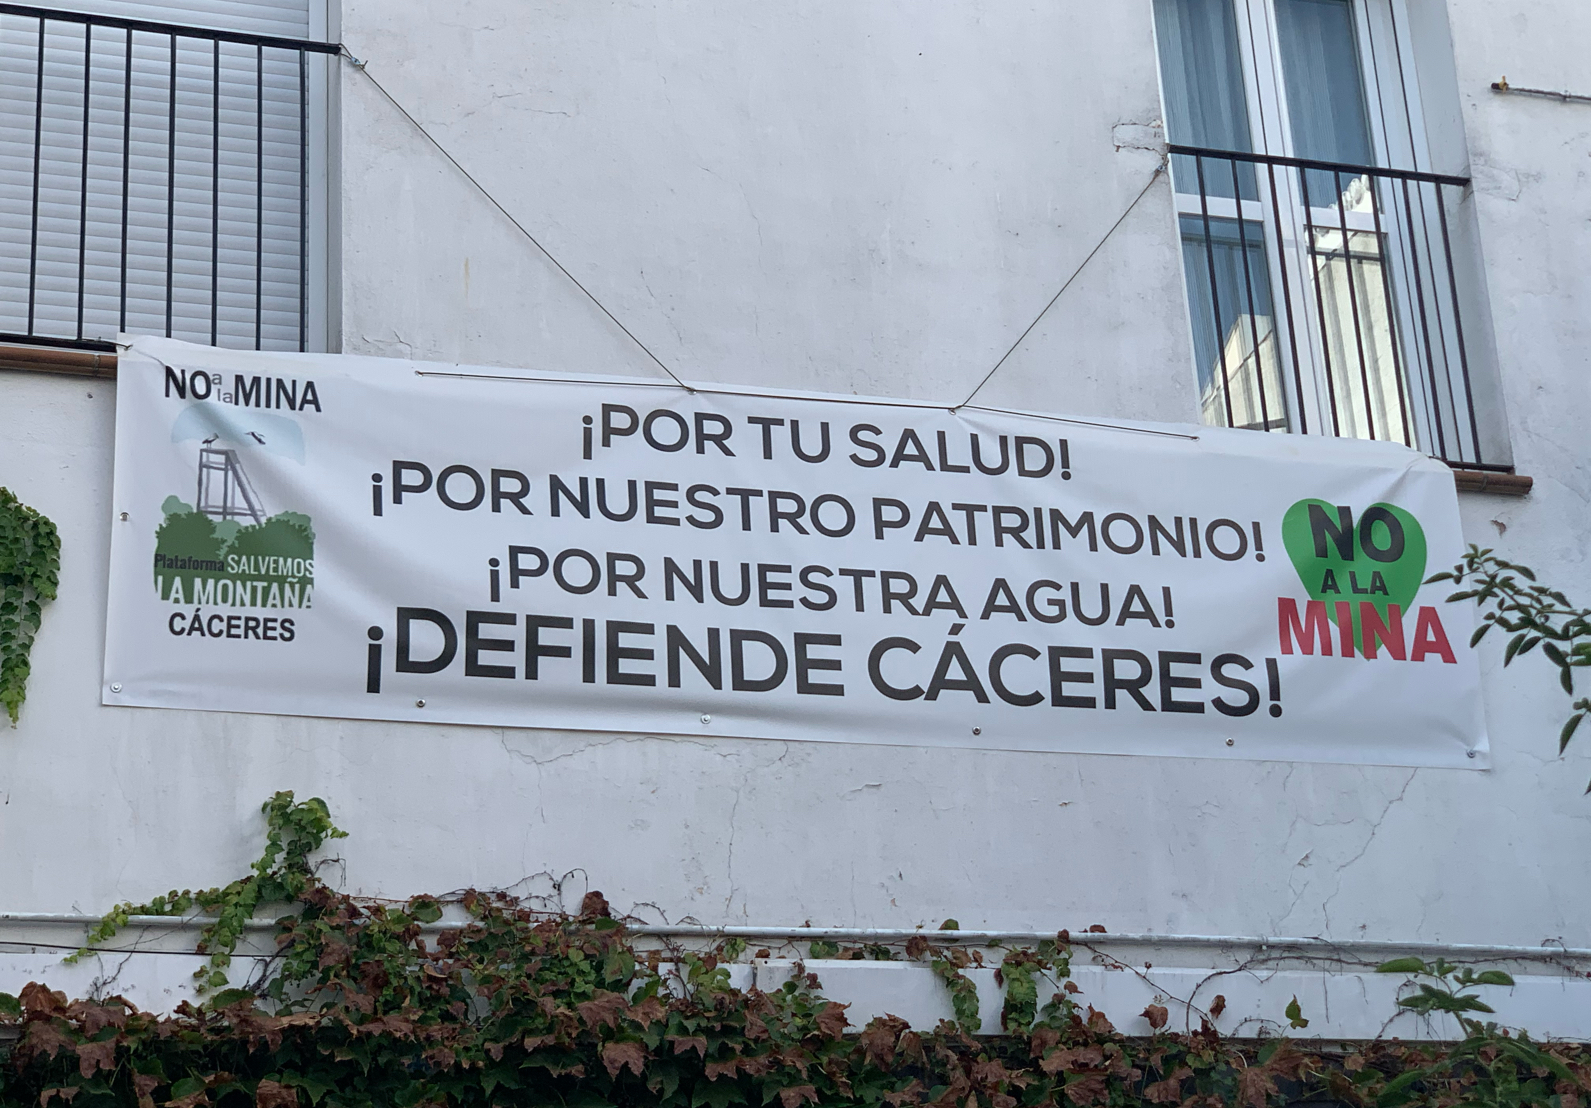 NO a la MINA
Plataforma SALVEMOS
LA MONTAÑA
CÁCERES
¡POR TU SALUD!
¡POR NUESTRO PATRIMONIO!
¡POR NUESTRA AGUA!
¡DEFIENDE CÁCERES!
NO
A LA
MINA